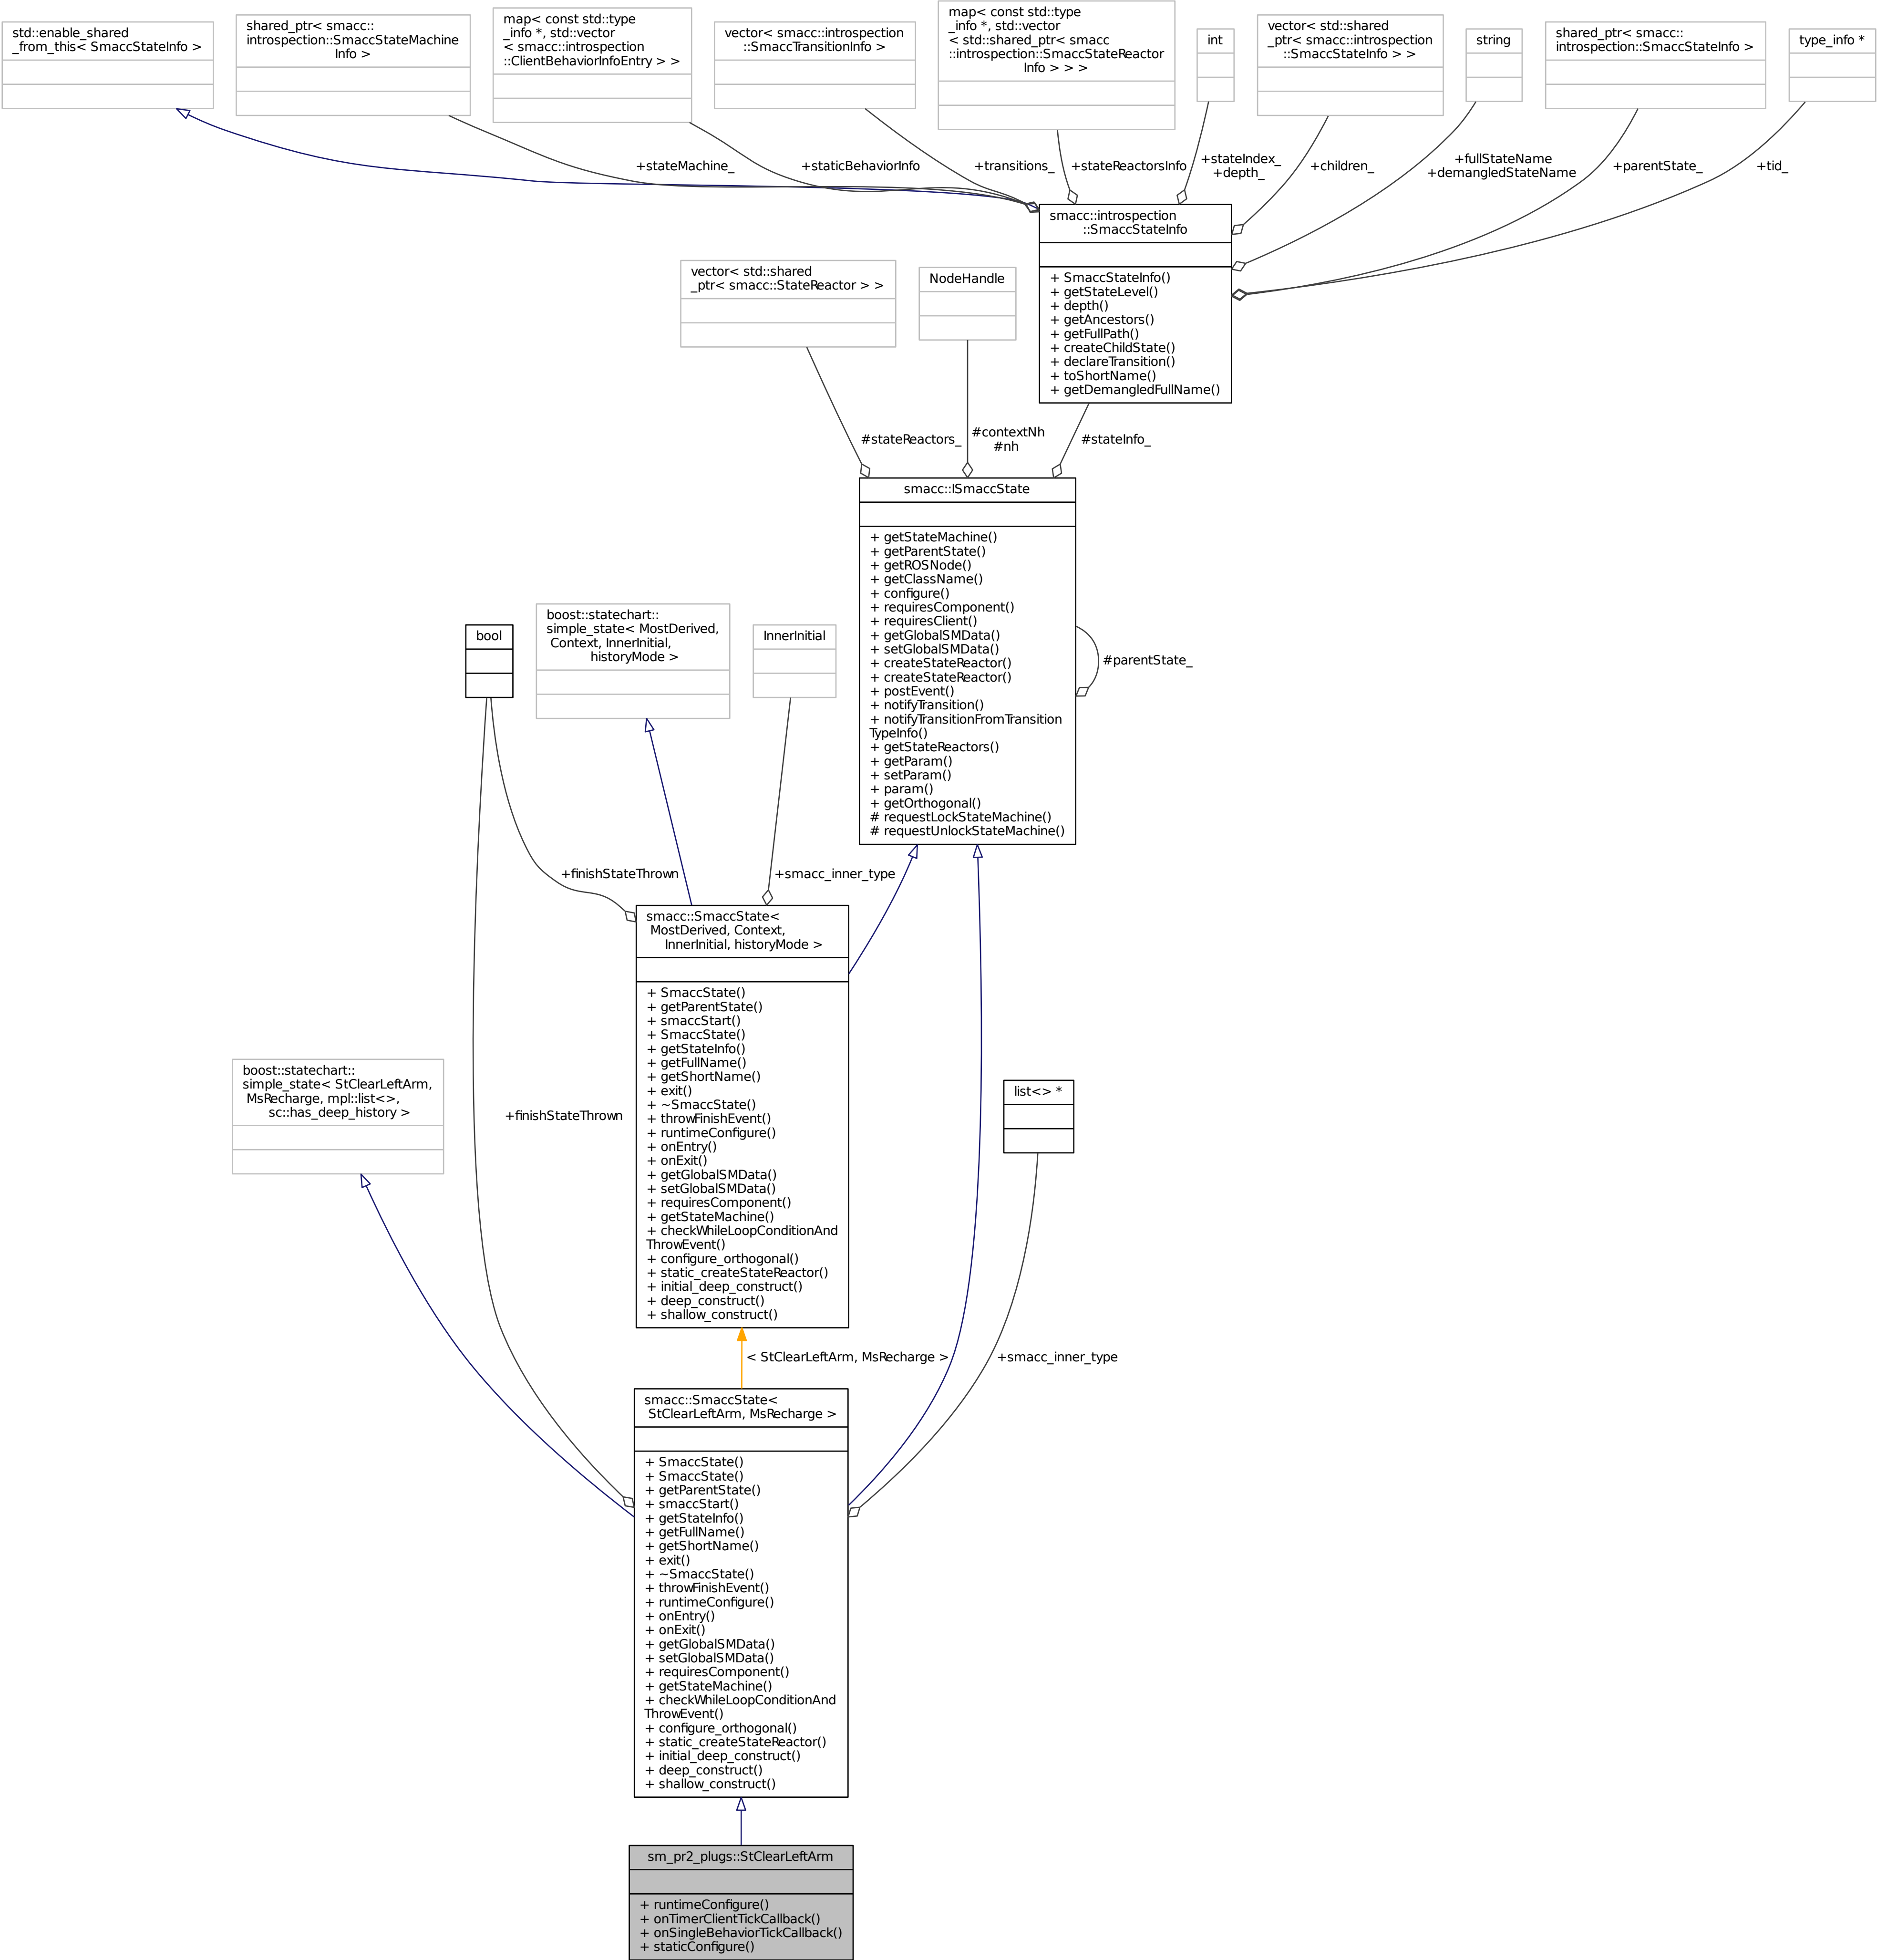 std::enable_shared
_from_this< SmaccStateInfo >
shared_ptr< smacc::
introspection::SmaccStateMachine
Info >
map< const std::type
_info *, std::vector
< smacc::introspection
::ClientBehaviorInfoEntry > >
vector< smacc::introspection
::SmaccTransitionInfo >
map< const std::type
_info *, std::vector
< std::shared_ptr< smacc
::introspection::SmaccStateReactor
Info > > >
int
vector< std::shared
_ptr< smacc::introspection
::SmaccStateInfo > >
string
shared_ptr< smacc::
introspection::SmaccStateInfo >
type_info *
+stateMachine_
+staticBehaviorInfo
+transitions_
+stateReactorsInfo
+stateIndex_
+depth_
+children_
+fullStateName
+demangledStateName
+parentState_
+tid_
smacc::introspection
::SmaccStateInfo
+ SmaccStateInfo()
+ getStateLevel()
+ depth()
+ getAncestors()
+ getFullPath()
+ createChildState()
+ declareTransition()
+ toShortName()
+ getDemangledFullName()
vector< std::shared
_ptr< smacc::StateReactor > >
NodeHandle
#stateReactors_
#contextNh
#nh
#stateInfo_
smacc::ISmaccState
+ getStateMachine()
+ getParentState()
+ getROSNode()
+ getClassName()
+ configure()
+ requiresComponent()
+ requiresClient()
+ getGlobalSMData()
+ setGlobalSMData()
+ createStateReactor()
+ createStateReactor()
+ postEvent()
+ notifyTransition()
+ notifyTransitionFromTransition
TypeInfo()
+ getStateReactors()
+ getParam()
+ setParam()
+ param()
+ getOrthogonal()
# requestLockStateMachine()
# requestUnlockStateMachine()
#parentState_
bool
boost::statechart::
simple_state< MostDerived,
Context, InnerInitial,
historyMode >
InnerInitial
+finishStateThrown
+smacc_inner_type
smacc::SmaccState<
MostDerived, Context,
InnerInitial, historyMode >
+ SmaccState()
+ getParentState()
+ smaccStart()
+ SmaccState()
+ getStateInfo()
+ getFullName()
+ getShortName()
+ exit()
+ ~SmaccState()
+ throwFinishEvent()
+ runtimeConfigure()
+ onEntry()
+ onExit()
+ getGlobalSMData()
+ setGlobalSMData()
+ requiresComponent()
+ getStateMachine()
+ checkWhileLoopConditionAnd
ThrowEvent()
+ configure_orthogonal()
+ static_createStateReactor()
+ initial_deep_construct()
+ deep_construct()
+ shallow_construct()
boost::statechart::
simple_state< StClearLeftArm,
MsRecharge, mpl::list<>,
sc::has_deep_history >
+finishStateThrown
list<> *
< StClearLeftArm, MsRecharge >
+smacc_inner_type
smacc::SmaccState<
StClearLeftArm, MsRecharge >
+ SmaccState()
+ SmaccState()
+ getParentState()
+ smaccStart()
+ getStateInfo()
+ getFullName()
+ getShortName()
+ exit()
+ ~SmaccState()
+ throwFinishEvent()
+ runtimeConfigure()
+ onEntry()
+ onExit()
+ getGlobalSMData()
+ setGlobalSMData()
+ requiresComponent()
+ getStateMachine()
+ checkWhileLoopConditionAnd
ThrowEvent()
+ configure_orthogonal()
+ static_createStateReactor()
+ initial_deep_construct()
+ deep_construct()
+ shallow_construct()
sm_pr2_plugs::StClearLeftArm
+ runtimeConfigure()
+ onTimerClientTickCallback()
+ onSingleBehaviorTickCallback()
+ staticConfigure()